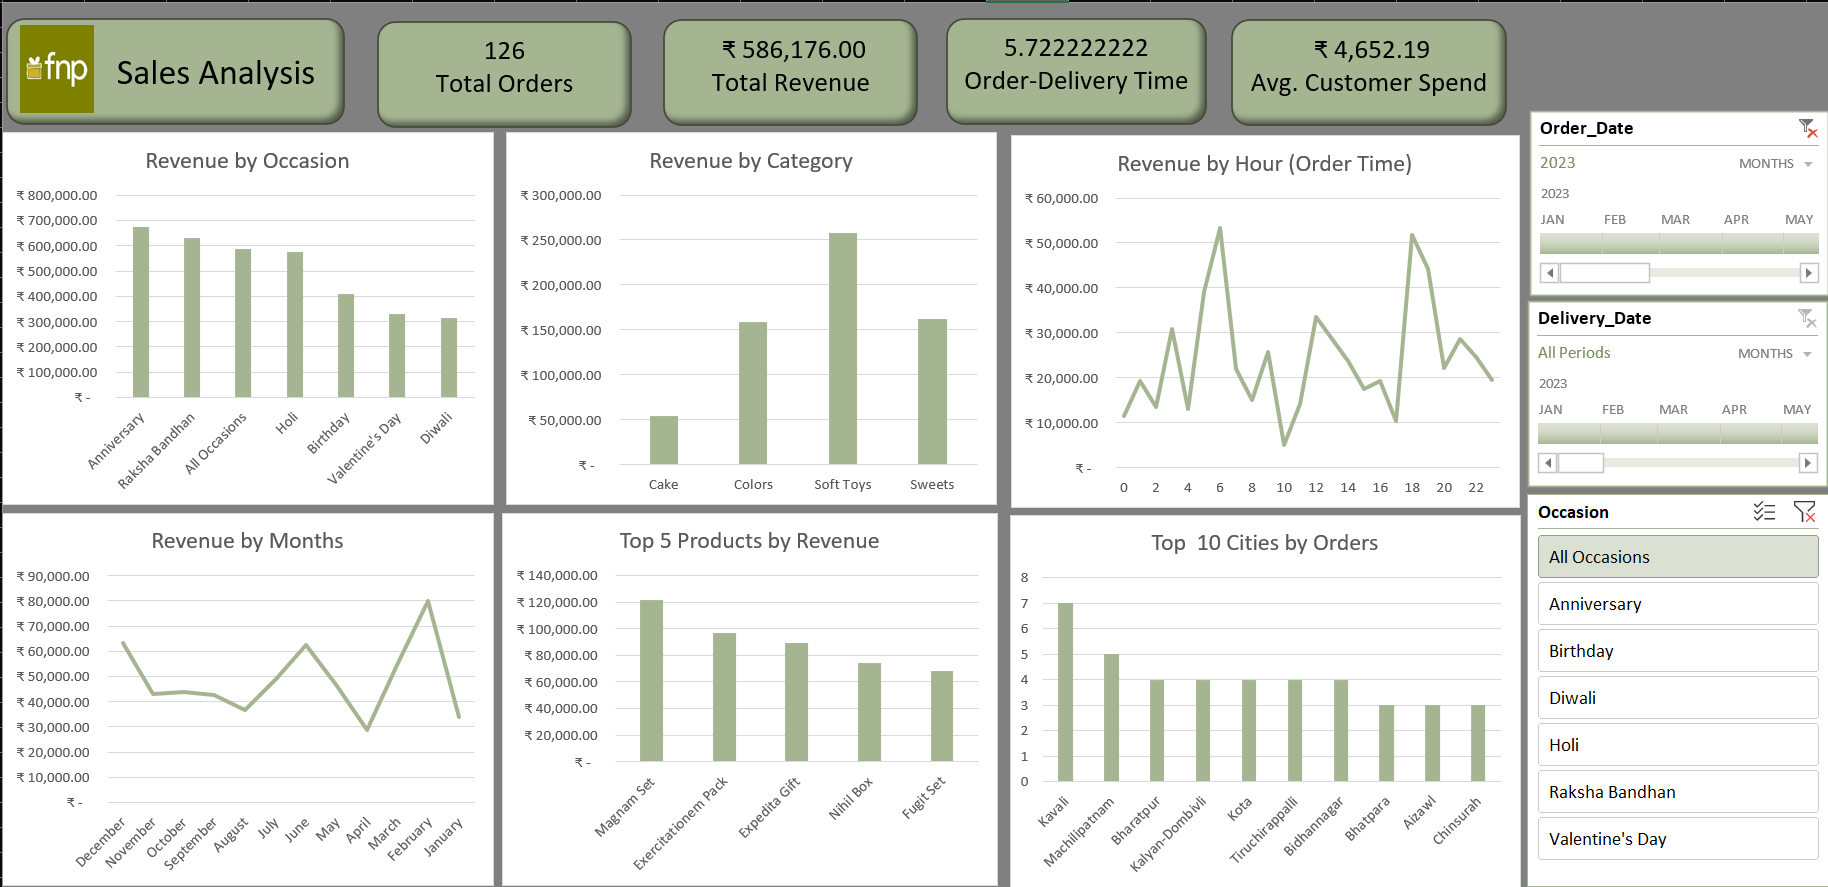 fnp
Sales Analysis
126
Total Orders
₹ 586,176.00
Total Revenue
5.722222222
Order-Delivery Time
₹ 4,652.19
Avg. Customer Spend
Revenue by Occasion
₹ 800,000.00
₹ 700,000.00
₹ 600,000.00
₹ 500,000.00
₹ 400,000.00
₹ 300,000.00
₹ 200,000.00
₹ 100,000.00
₹ -
Anniversary
Raksha Bandhan
All Occasions
Holi
Birthday
Valentine's Day
Diwali
Revenue by Category
₹ 300,000.00
₹ 250,000.00
₹ 200,000.00
₹ 150,000.00
₹ 100,000.00
₹ 50,000.00
₹ -
Cake Colors Soft Toys Sweets
Revenue by Hour (Order Time)
₹ 60,000.00
₹ 50,000.00
₹ 40,000.00
₹ 30,000.00
₹ 20,000.00
₹ 10,000.00
₹ -
0 2 4 6 8 10 12 14 16 18 20 22
Order_Date
2023 MONTHS
2023
JAN FEB MAR APR MAY
Delivery_Date
All Periods MONTHS
2023
JAN FEB MAR APR MAY
Revenue by Months
₹ 90,000.00
₹ 80,000.00
₹ 70,000.00
₹ 60,000.00
₹ 50,000.00
₹ 40,000.00
₹ 30,000.00
₹ 20,000.00
₹ 10,000.00
₹ -
December
November
October
September
August
July
June
May
April
March
February
January
Top 5 Products by Revenue
₹ 140,000.00
₹ 120,000.00
₹ 100,000.00
₹ 80,000.00
₹ 60,000.00
₹ 40,000.00
₹ 20,000.00
₹ -
Magnam Set
Exercitationem Pack
Expedita Gift
Nihil Box
Fugit Set
Top  10 Cities by Orders
8
7
6
5
4
3
2
1
0
Kavali
Machilipatnam
Bharatpur
Kalyan-Dombivli
Kota
Tiruchirappalli
Bidhannagar
Bhatpara
Aizawl
Chinsurah
Occasion
All Occasions
Anniversary
Birthday
Diwali
Holi
Raksha Bandhan
Valentine's Day